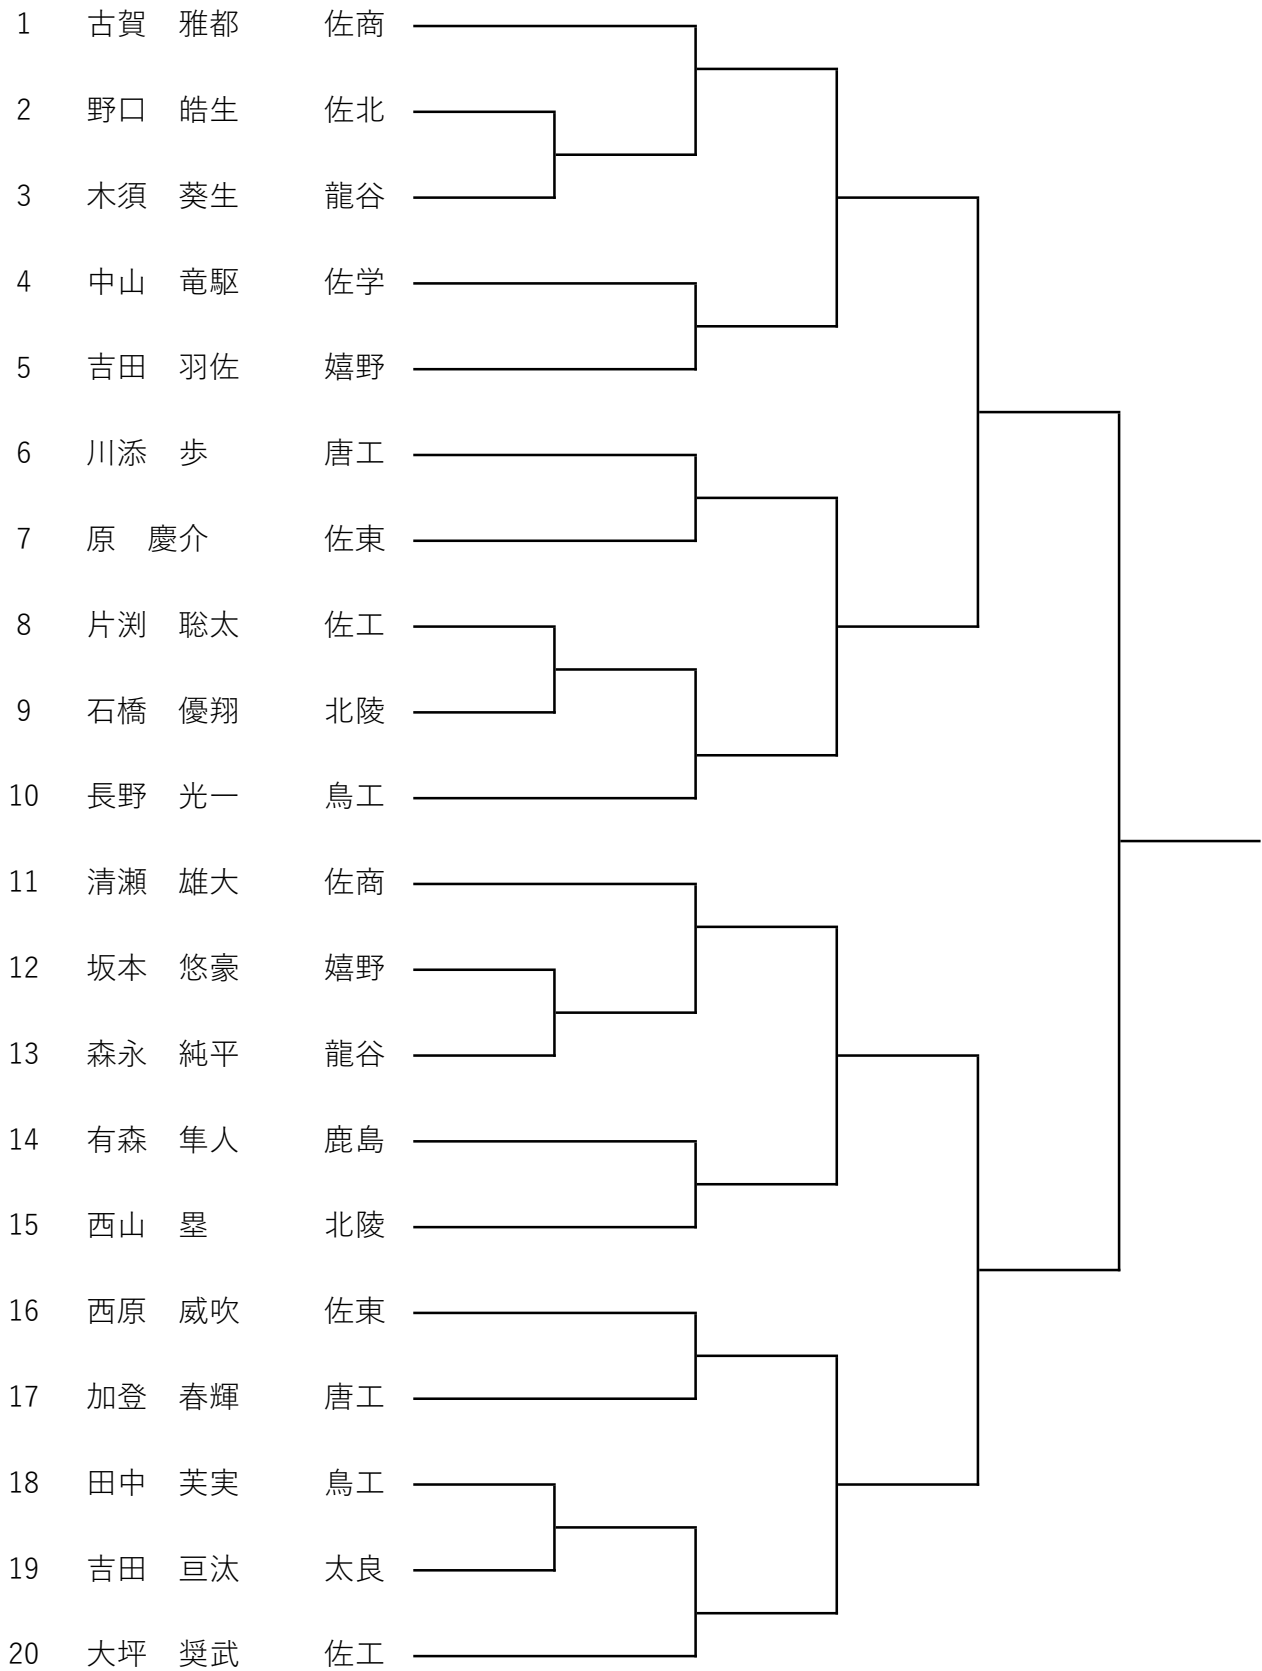 1 古賀　雅都 佐商
2 野口　皓生 佐北
3 木須　葵生 龍谷
4 中山　竜駆 佐学
5 吉田　羽佐 嬉野
6 川添　歩 唐工
7 原　慶介 佐東
8 片渕　聡太 佐工
9 石橋　優翔 北陵
10 長野　光一 鳥工
11 清瀬　雄大 佐商
12 坂本　悠豪 嬉野
13 森永　純平 龍谷
14 有森　隼人 鹿島
15 西山　塁 北陵
16 西原　威吹 佐東
17 加登　春輝 唐工
18 田中　芙実 鳥工
19 吉田　亘汰 太良
20 大坪　奨武 佐工